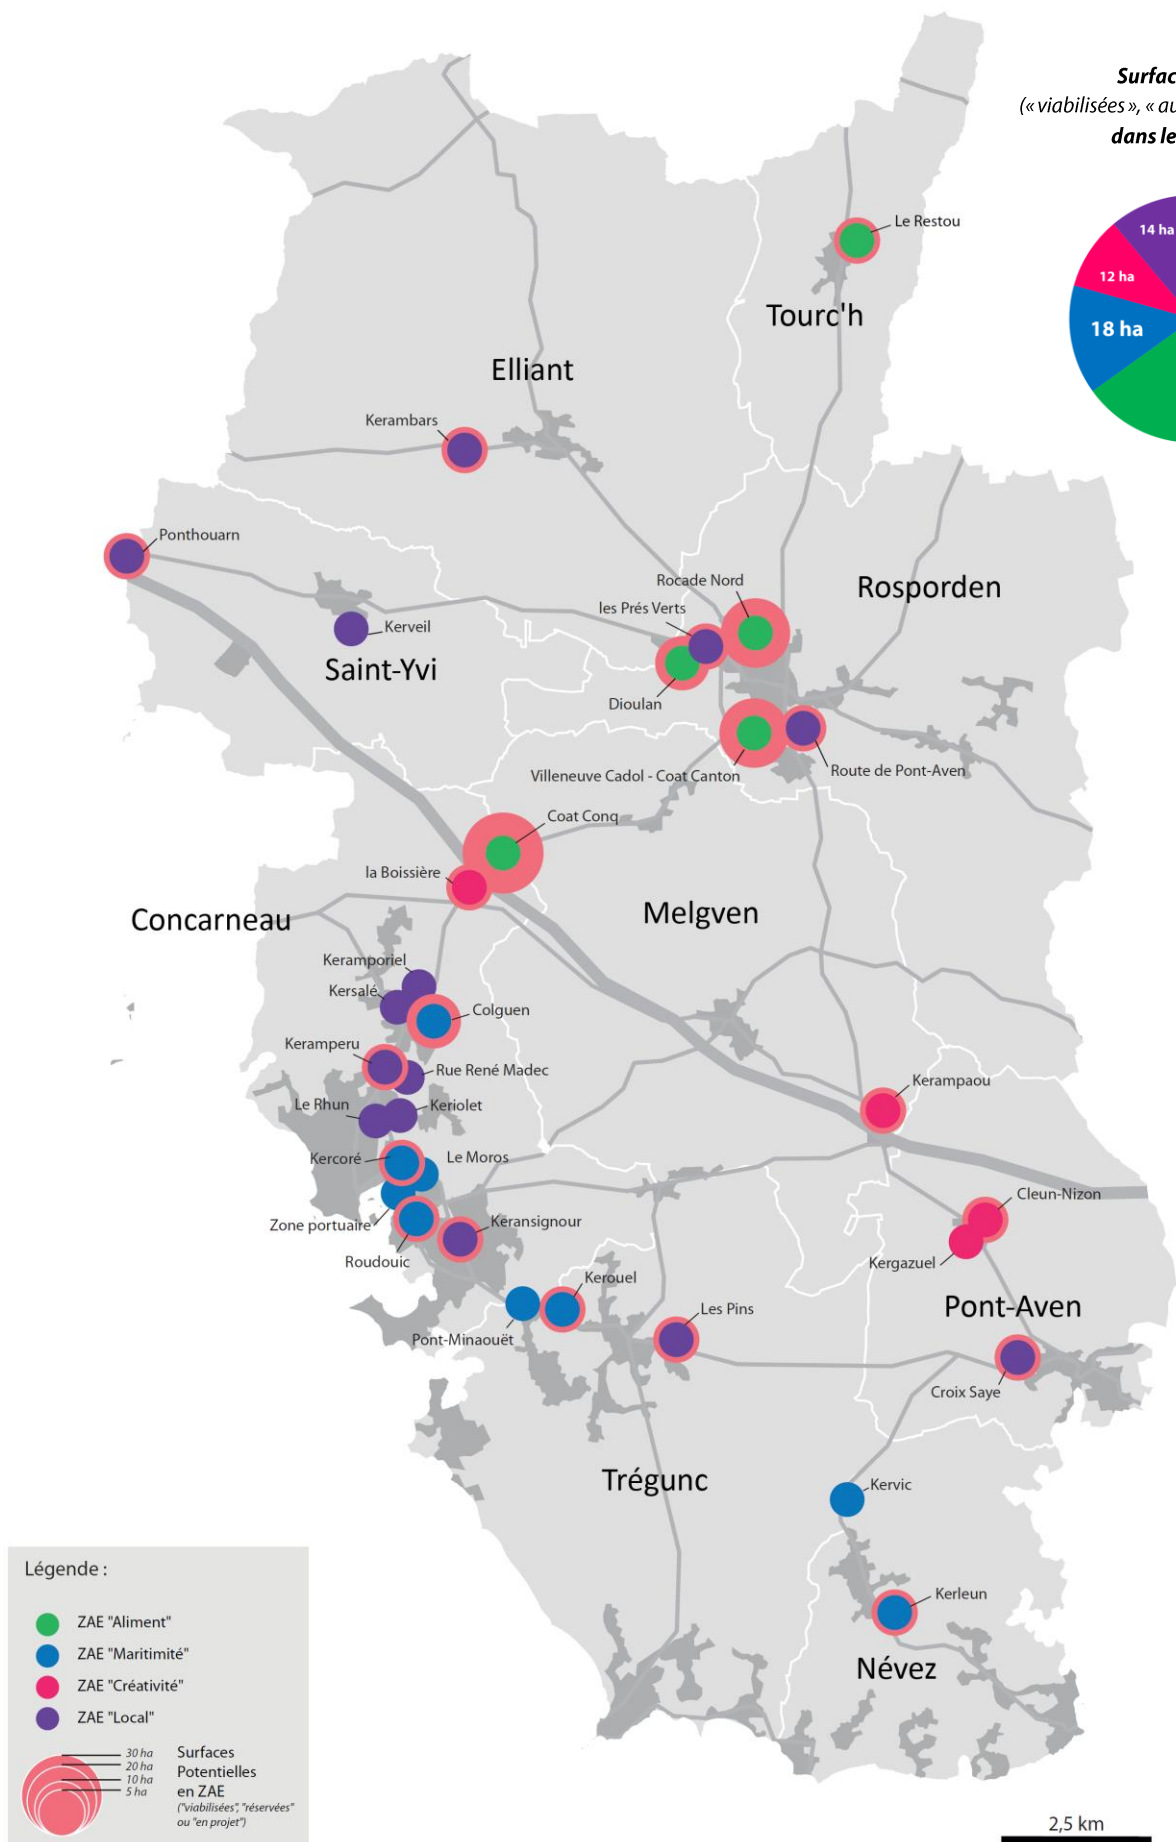 Surfac
(« viabilisées », « au
dans le
14 ha
12 ha
18 ha
Le Restou
Tourc'h
Elliant
Kerambars
Ponthouarn
Rocade Nord
Rosporden
les Prés Verts
Kerveil
Saint-Yvi
Dioulan
Villeneuve Cadol - Coat Canton
Route de Pont-Aven
Coat Conq
la Boissière
Concarneau
Melgven
Keramporiel
Kersalé
Colguen
Keramperu
Rue René Madec
Kerampaou
Le Rhun
Keriolet
Kercoré
Le Moros
Cleun-Nizon
Zone portuaire
Keransignour
Roudouic
Kergazuel
Kerouel
Pont-Aven
Les Pins
Pont-Minaouët
Croix Saye
Trégunc
Kervic
Kerleun
Névez
Légende :
ZAE "Aliment"
ZAE "Maritimité"
ZAE "Créativité"
ZAE "Local"
30 ha
20 ha
10 ha
5 ha
Surfaces
Potentielles
en ZAE
("viabilisées", "réservées"
ou "en projet")
2,5 km